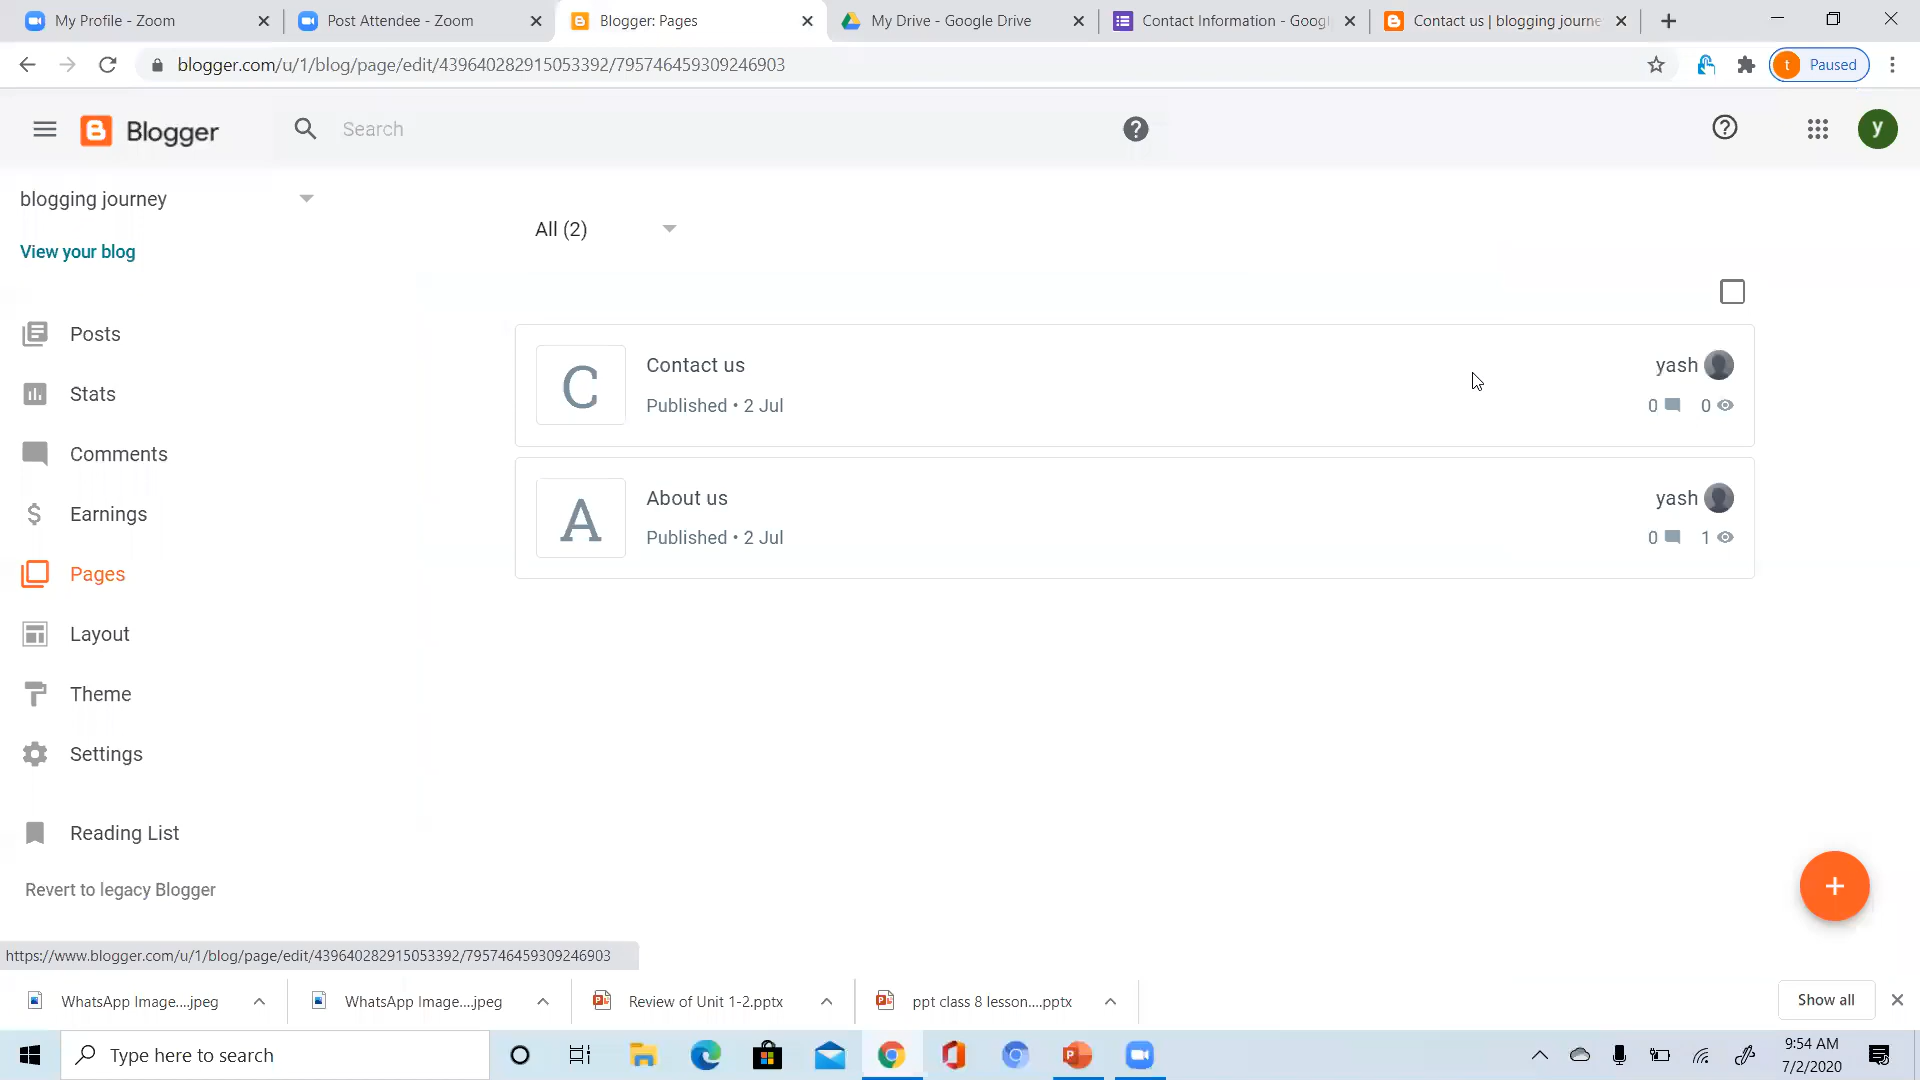 My Profile - Zoom
Post Attendee - Zoom
Blogger: Pages
My Drive - Google Drive
Contact Information - Googl
Contact us | blogging journe
blogger.com/u/1/blog/page/edit/439640282915053392/795746459309246903
t Paused
Blogger
Search
y
blogging journey
View your blog
All (2)
Posts
Stats
Comments
Earnings
Pages
Layout
Theme
Settings
Reading List
Revert to legacy Blogger
C
Contact us
Published • 2 Jul
yash
0 0
A
About us
Published • 2 Jul
yash
0 1
https://www.blogger.com/u/1/blog/page/edit/439640282915053392/795746459309246903
WhatsApp Image....jpeg
WhatsApp Image....jpeg
Review of Unit 1-2.pptx
ppt class 8 lesson....pptx
Show all
Type here to search
9:54 AM
7/2/2020